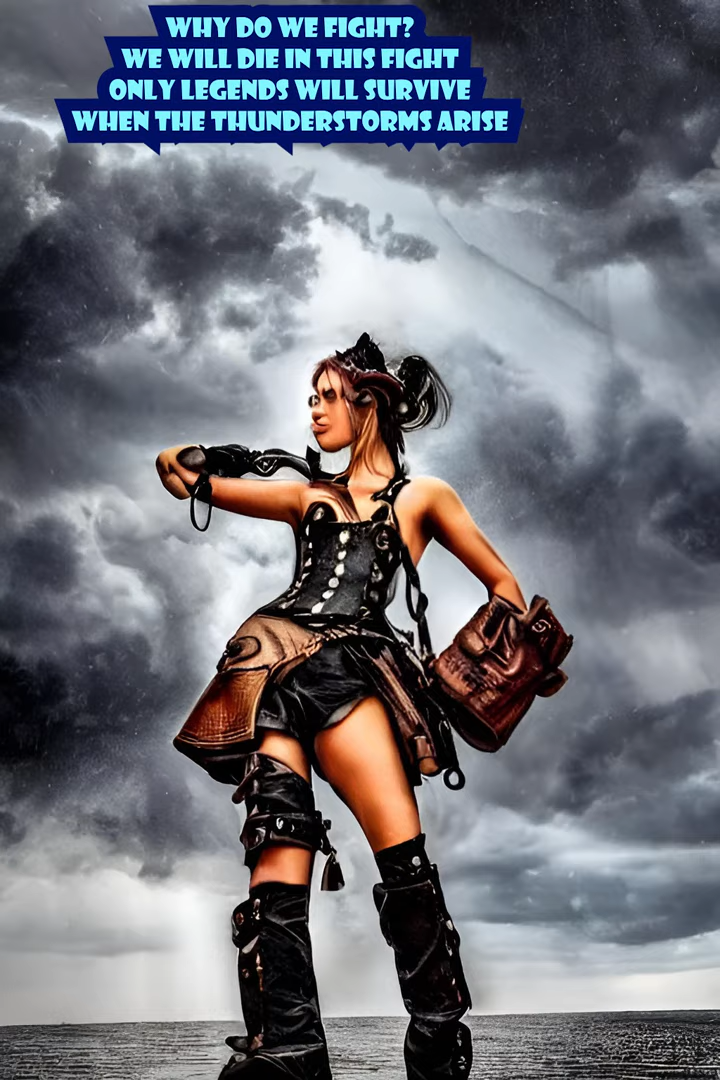 WHY DO WE FIGHT?
WE WILL DIE IN THIS FIGHT
ONLY LEGENDS WILL SURVIVE
WHEN THE THUNDERSTORMS ARISE